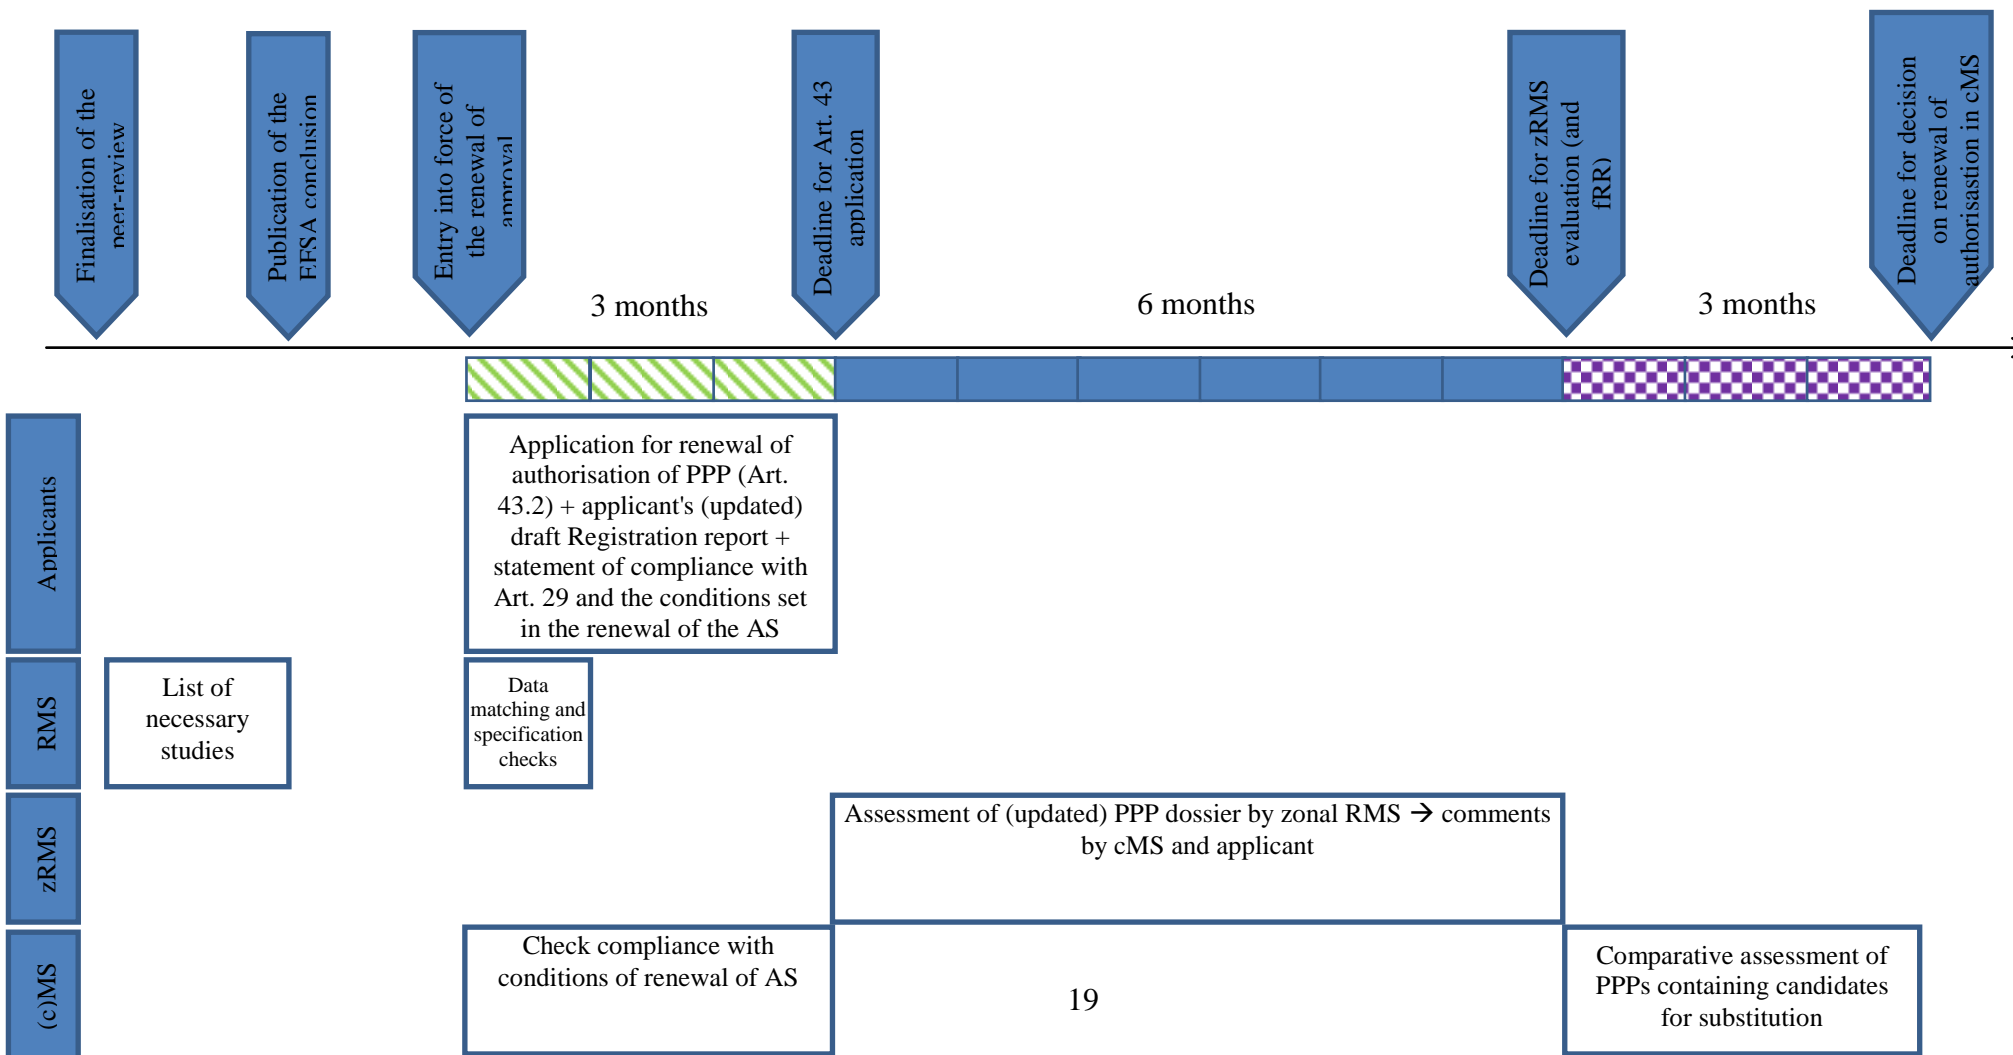 Finalisation of the
peer-review
Publication of the
EFSA conclusion
Entry into force of
the renewal of
approval
Deadline for Art. 43
application
Deadline for zRMS
evaluation (and
fRR)
Deadline for decision
on renewal of
authorisastion in cMS
3 months
6 months
3 months
Applicants
Application for renewal of
authorisation of PPP (Art.
43.2) + applicant's (updated)
draft Registration report +
statement of compliance with
Art. 29 and the conditions set
in the renewal of the AS
RMS
List of
necessary
studies
Data
matching and
specification
checks
zRMS
Assessment of (updated) PPP dossier by zonal RMS → comments
by cMS and applicant
(c)MS
Check compliance with
conditions of renewal of AS
19
Comparative assessment of
PPPs containing candidates
for substitution